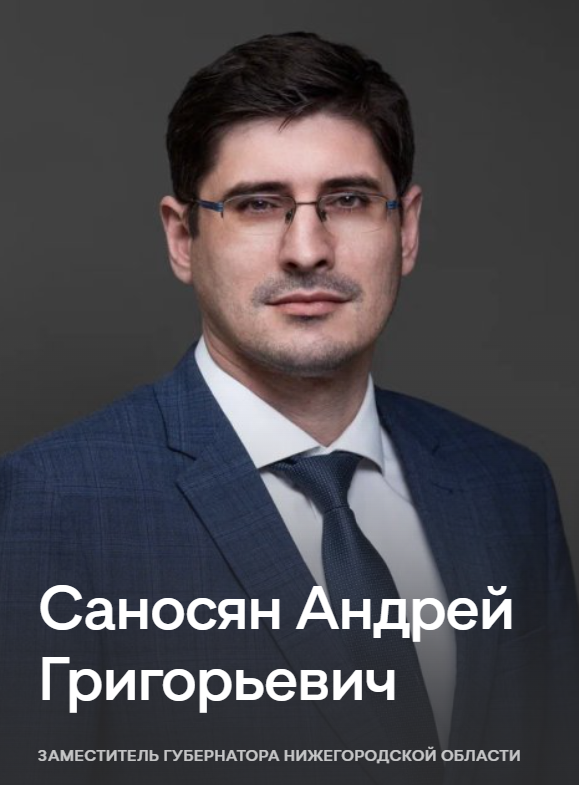 Саносян Андрей
Григорьевич
ЗАМЕСТИТЕЛЬ ГУБЕРНАТОРА НИЖЕГОРОДСКОЙ ОБЛАСТИ